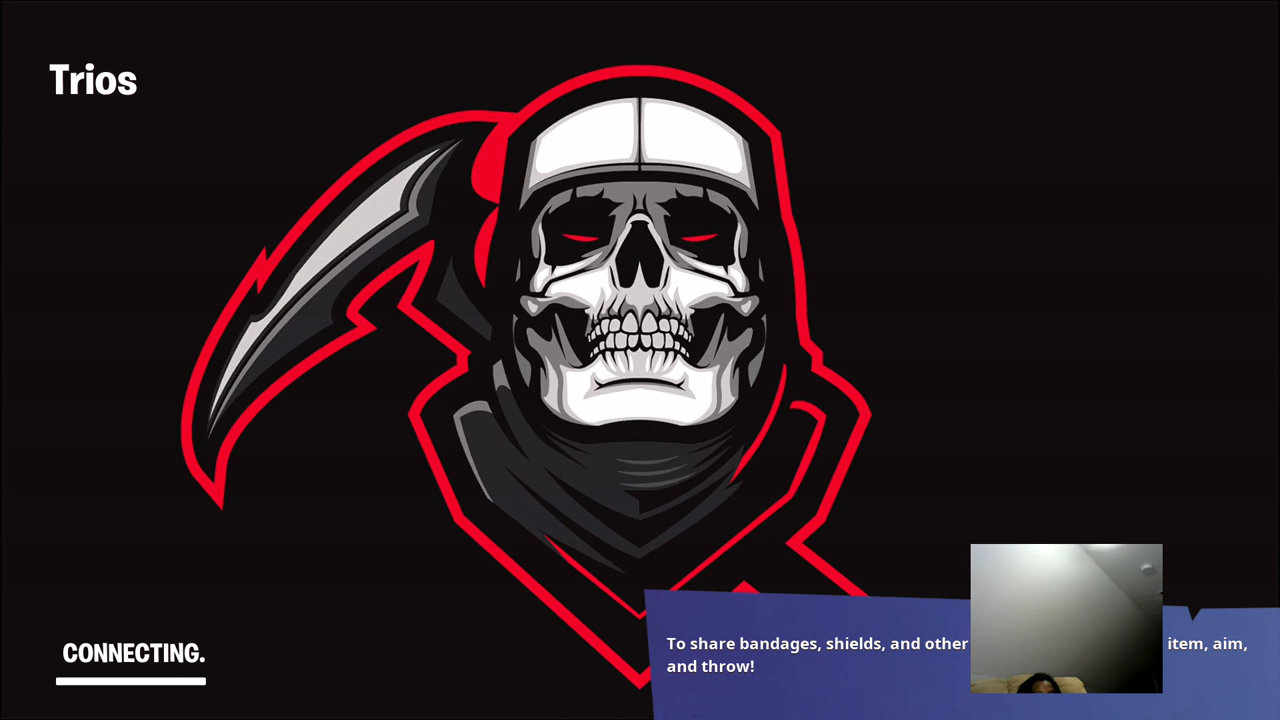 Trios
CONNECTING.
To share bandages, shields, and other item, aim,
and throw!